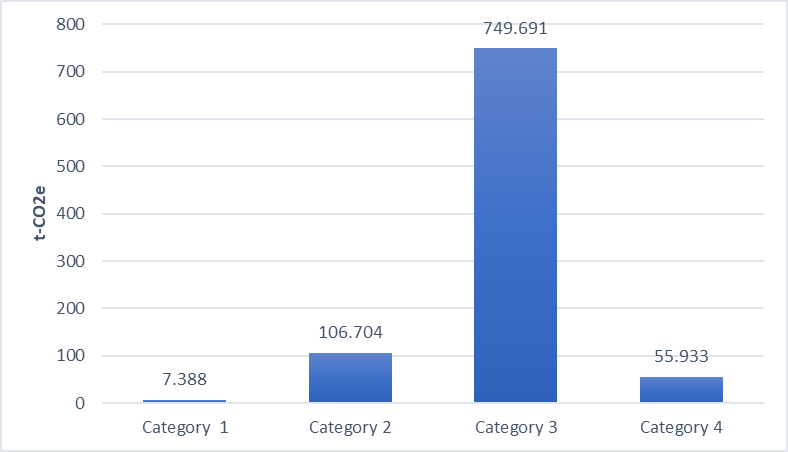 800
749.691
700
600
500
t-CO2e
400
300
200
106.704
100
55.933
7.388
0
Category  1
Category 2
Category 3
Category 4